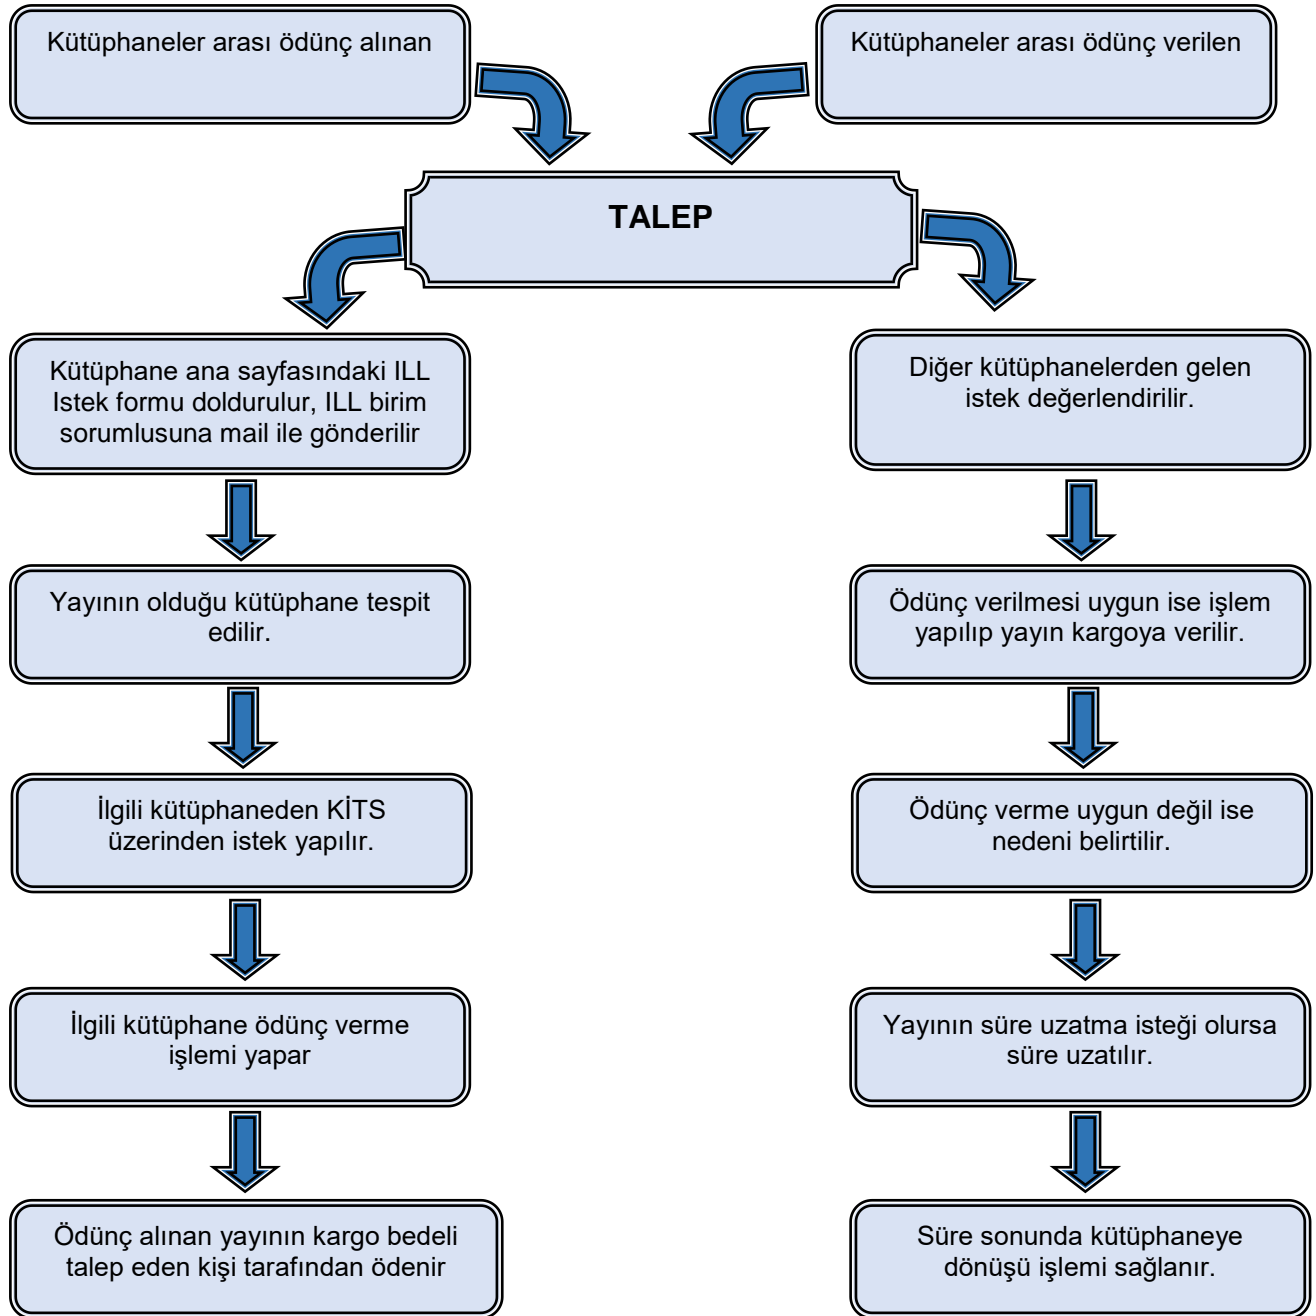 Kütüphaneler arası ödünç alınan
Kütüphaneler arası ödünç verilen
TALEP
Kütüphane ana sayfasındaki ILL
Istek formu doldurulur, ILL birim
sorumlusuna mail ile gönderilir
Diğer kütüphanelerden gelen
istek değerlendirilir.
Yayının olduğu kütüphane tespit
edilir.
Ödünç verilmesi uygun ise işlem
yapılıp yayın kargoya verilir.
İlgili kütüphaneden KİTS
üzerinden istek yapılır.
Ödünç verme uygun değil ise
nedeni belirtilir.
İlgili kütüphane ödünç verme
işlemi yapar
Yayının süre uzatma isteği olursa
süre uzatılır.
Ödünç alınan yayının kargo bedeli
talep eden kişi tarafından ödenir
Süre sonunda kütüphaneye
dönüşü işlemi sağlanır.